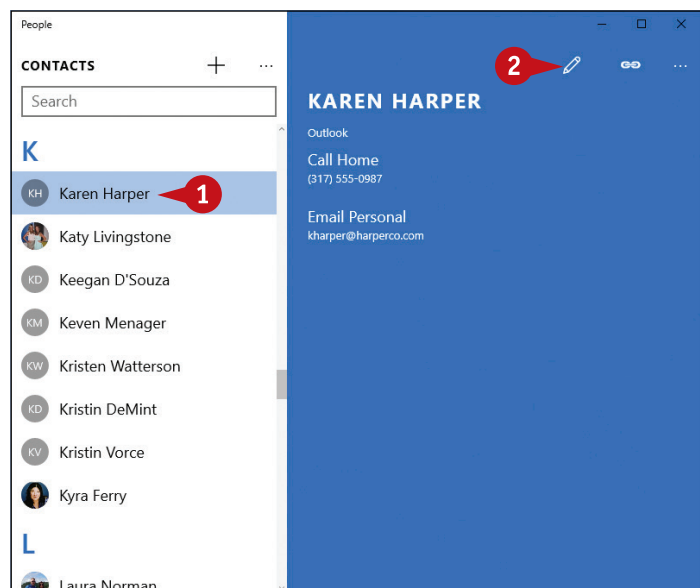 People
CONTACTS
Search
K
KH Karen Harper 1
Katy Livingstone
KD Keegan D'Souza
KM Keven Menager
KW Kristen Watterson
KD Kristin DeMint
KV Kristin Vorce
Kyra Ferry
L
Laura Norman
2
KAREN HARPER
Outlook
Call Home
(317) 555-0987
Email Personal
kharper@harperco.com